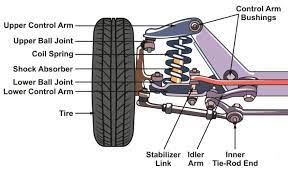 Upper Control Arm
Upper Ball Joint
Coil Spring
Shock Absorber
Lower Ball Joint
Lower Control Arm
Tire
Control Arm
Bushings
Stabilizer
Link
Idler
Arm
Inner
Tie-Rod End